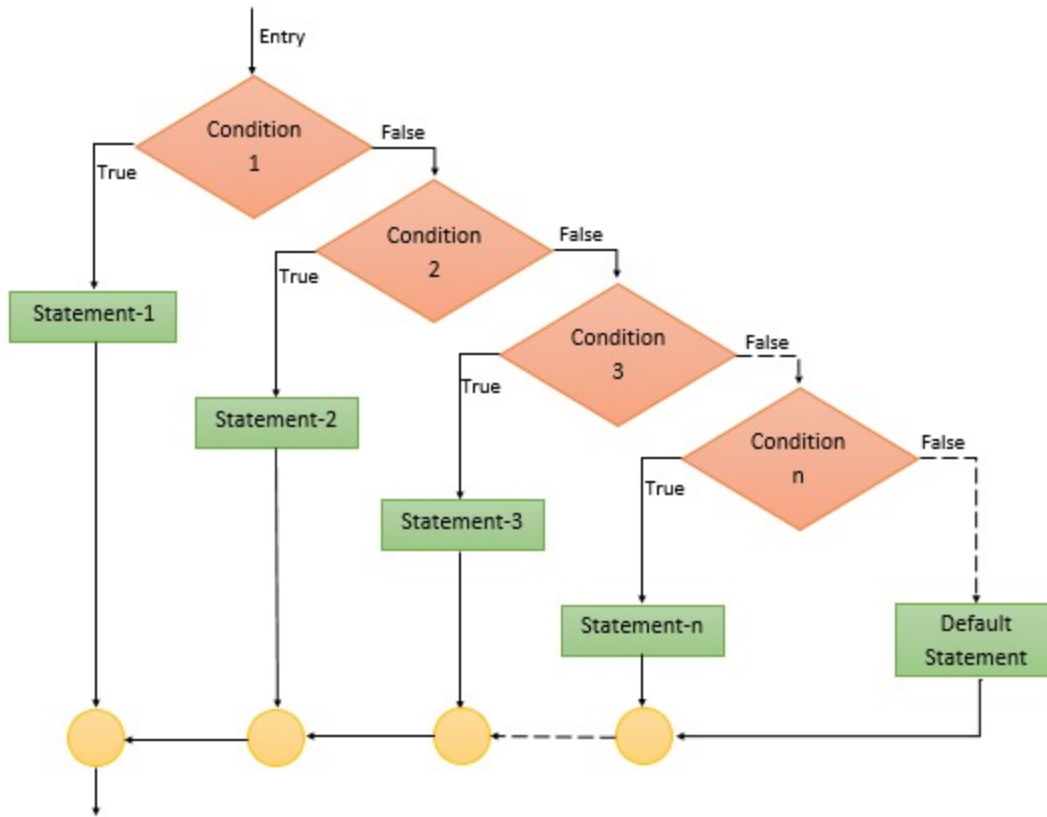 Entry
Condition
1
False
True
Condition
2
False
True
Statement-1
Condition
3
False
True
Statement-2
Condition
n
False
True
Statement-3
Statement-n
Default
Statement